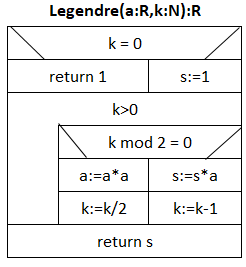 Legendre(a:R,k:N):R
k = 0
return 1 s:=1
k>0
k mod 2 = 0
a:=a*a s:=s*a
k:=k/2 k:=k-1
return s